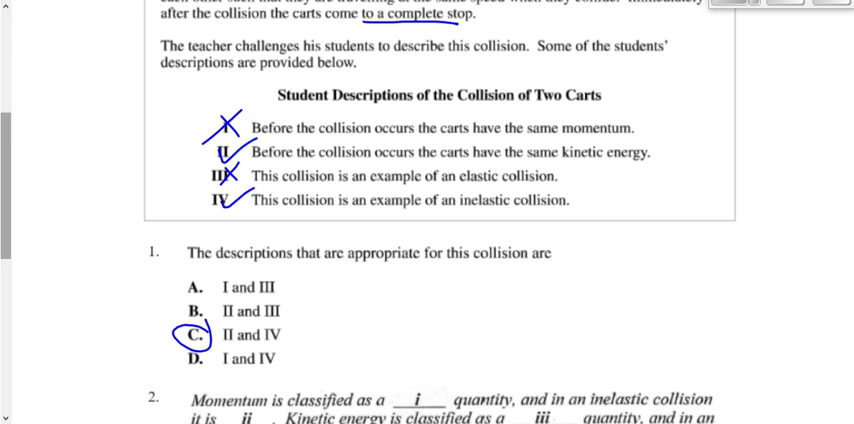 after the collision the carts come to a complete stop.
The teacher challenges his students to describe this collision. Some of the students'
descriptions are provided below.
Student Descriptions of the Collision of Two Carts
I Before the collision occurs the carts have the same momentum.
II Before the collision occurs the carts have the same kinetic energy.
III This collision is an example of an elastic collision.
IV This collision is an example of an inelastic collision.
1. The descriptions that are appropriate for this collision are
A. I and III
B. II and III
C. II and IV
D. I and IV
2. Momentum is classified as a i quantity, and in an inelastic collision
it is ii . Kinetic energy is classified as a iii quantity, and in an